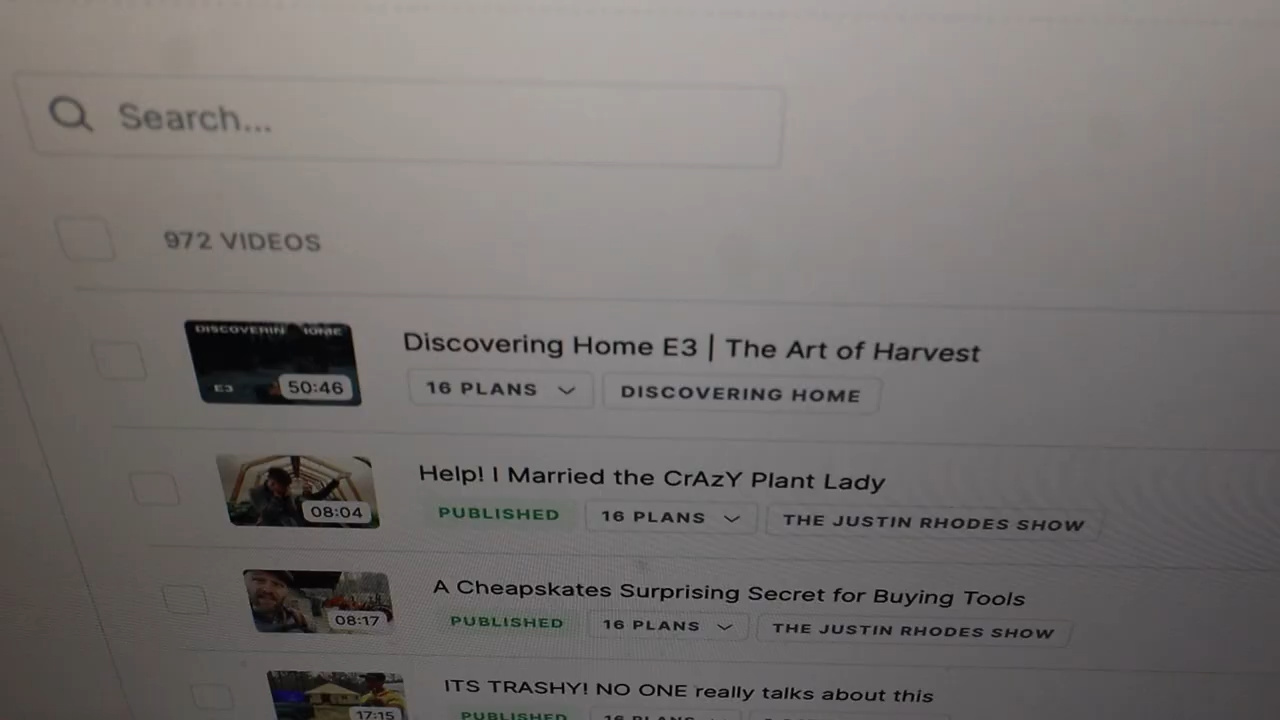 Search...
972 VIDEOS
DISCOVERIN
E3
50:46
Discovering Home E3 | The Art of Harvest
16 PLANS
DISCOVERING HOME
08:04
Help! I Married the CrAzY Plant Lady
PUBLISHED
16 PLANS
THE JUSTIN RHODES SHOW
08:17
A Cheapskates Surprising Secret for Buying Tools
PUBLISHED
16 PLANS
THE JUSTIN RHODES SHOW
17:15
ITS TRASHY! NO ONE really talks about this
PUBLISHED
16 PLANS